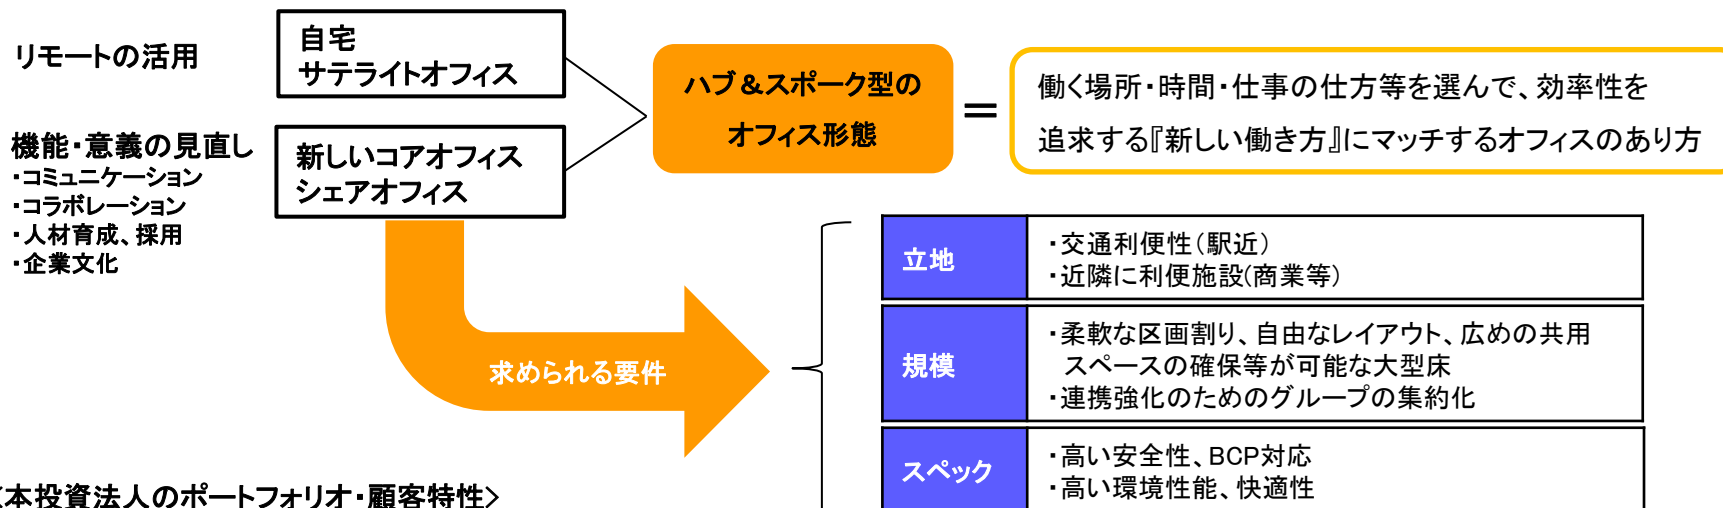 リモートの活用
自宅
サテライトオフィス
機能・意義の見直し
・コミュニケーション
・コラボレーション
・人材育成、採用
・企業文化
新しいコアオフィス
シェアオフィス
ハブ＆スポーク型の
オフィス形態
＝
働く場所・時間・仕事の仕方等を選んで、効率性を
追求する『新しい働き方』にマッチするオフィスのあり方
求められる要件
立地
・交通利便性（駅近）
・近隣に利便施設(商業等)
規模
・柔軟な区画割り、自由なレイアウト、広めの共用
スペースの確保等が可能な大型床
・連携強化のためのグループの集約化
スペック
・高い安全性、BCP対応
・高い環境性能、快適性
<本投資法人のポートフォリオ・顧客特性>